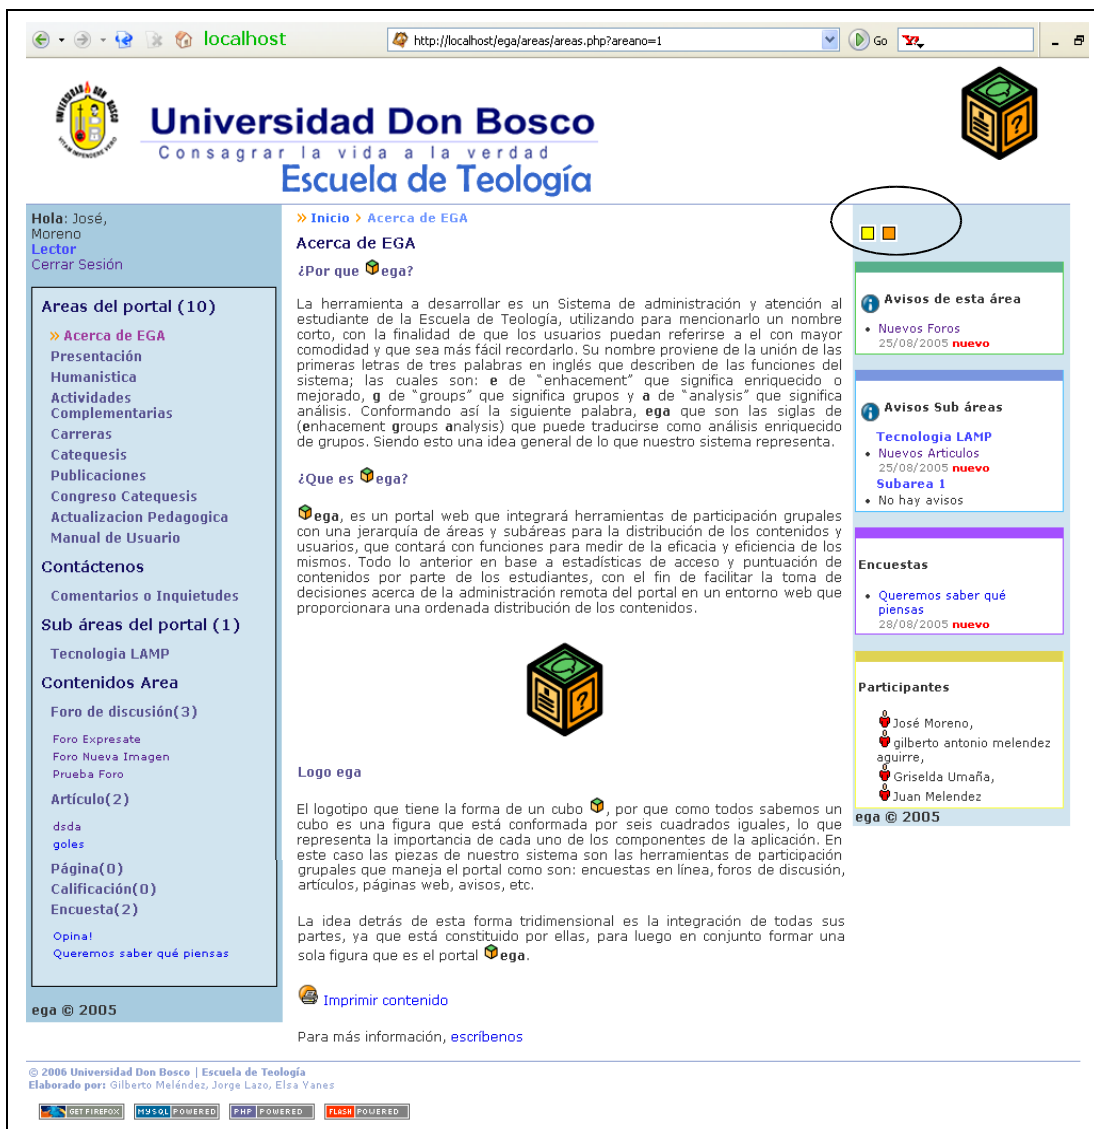 localhost
http://localhost/ega/areas/areas.php?areano=1
Go
Universidad Don Bosco
Consagrar la vida a la verdad
Escuela de Teología
Hola: José,
Moreno
Lector
Cerrar Sesión
Areas del portal (10)
» Acerca de EGA
Presentación
Humanistica
Actividades
Complementarias
Carreras
Catequesis
Publicaciones
Congreso Catequesis
Actualizacion Pedagogica
Manual de Usuario
Contáctenos
Comentarios o Inquietudes
Sub áreas del portal (1)
Tecnologia LAMP
Contenidos Area
Foro de discusión(3)
Foro Expresate
Foro Nueva Imagen
Prueba Foro
Artículo(2)
dsda
goles
Página(0)
Calificación(0)
Encuesta(2)
Opina!
Queremos saber qué piensas
ega © 2005
» Inicio > Acerca de EGA
Acerca de EGA
¿Por que ega?
La herramienta a desarrollar es un Sistema de administración y atención al
estudiante de la Escuela de Teología, utilizando para mencionarlo un nombre
corto, con la finalidad de que los usuarios puedan referirse a el con mayor
comodidad y que sea más fácil recordarlo. Su nombre proviene de la unión de las
primeras letras de tres palabras en inglés que describen de las funciones del
sistema; las cuales son: e de "enhacement" que significa enriquecido o
mejorado, g de "groups" que significa grupos y a de "analysis" que significa
análisis. Conformando así la siguiente palabra, ega que son las siglas de
(enhacement groups analysis) que puede traducirse como análisis enriquecido
de grupos. Siendo esto una idea general de lo que nuestro sistema representa.
¿Que es ega?
ega, es un portal web que integrará herramientas de participación grupales
con una jerarquía de áreas y subáreas para la distribución de los contenidos y
usuarios, que contará con funciones para medir de la eficacia y eficiencia de los
mismos. Todo lo anterior en base a estadísticas de acceso y puntuación de
contenidos por parte de los estudiantes, con el fin de facilitar la toma de
decisiones acerca de la administración remota del portal en un entorno web que
proporcionara una ordenada distribución de los contenidos.
Logo ega
El logotipo que tiene la forma de un cubo , por que como todos sabemos un
cubo es una figura que está conformada por seis cuadrados iguales, lo que
representa la importancia de cada uno de los componentes de la aplicación. En
este caso las piezas de nuestro sistema son las herramientas de participación
grupales que maneja el portal como son: encuestas en línea, foros de discusión,
artículos, páginas web, avisos, etc.
La idea detrás de esta forma tridimensional es la integración de todas sus
partes, ya que está constituido por ellas, para luego en conjunto formar una
sola figura que es el portal ega.
Imprimir contenido
Para más información, escríbenos
Avisos de esta área
• Nuevos Foros
25/08/2005 nuevo
Avisos Sub áreas
Tecnologia LAMP
• Nuevos Articulos
25/08/2005 nuevo
Subarea 1
• No hay avisos
Encuestas
• Queremos saber qué
piensas
28/08/2005 nuevo
Participantes
José Moreno,
gilberto antonio melendez
aguirre,
Griselda Umaña,
Juan Melendez
ega © 2005
© 2006 Universidad Don Bosco | Escuela de Teología
Elaborado por: Gilberto Meléndez, Jorge Lazo, Elsa Yanes
GET FIREFOX MYSQL POWERED PHP POWERED FLASH POWERED